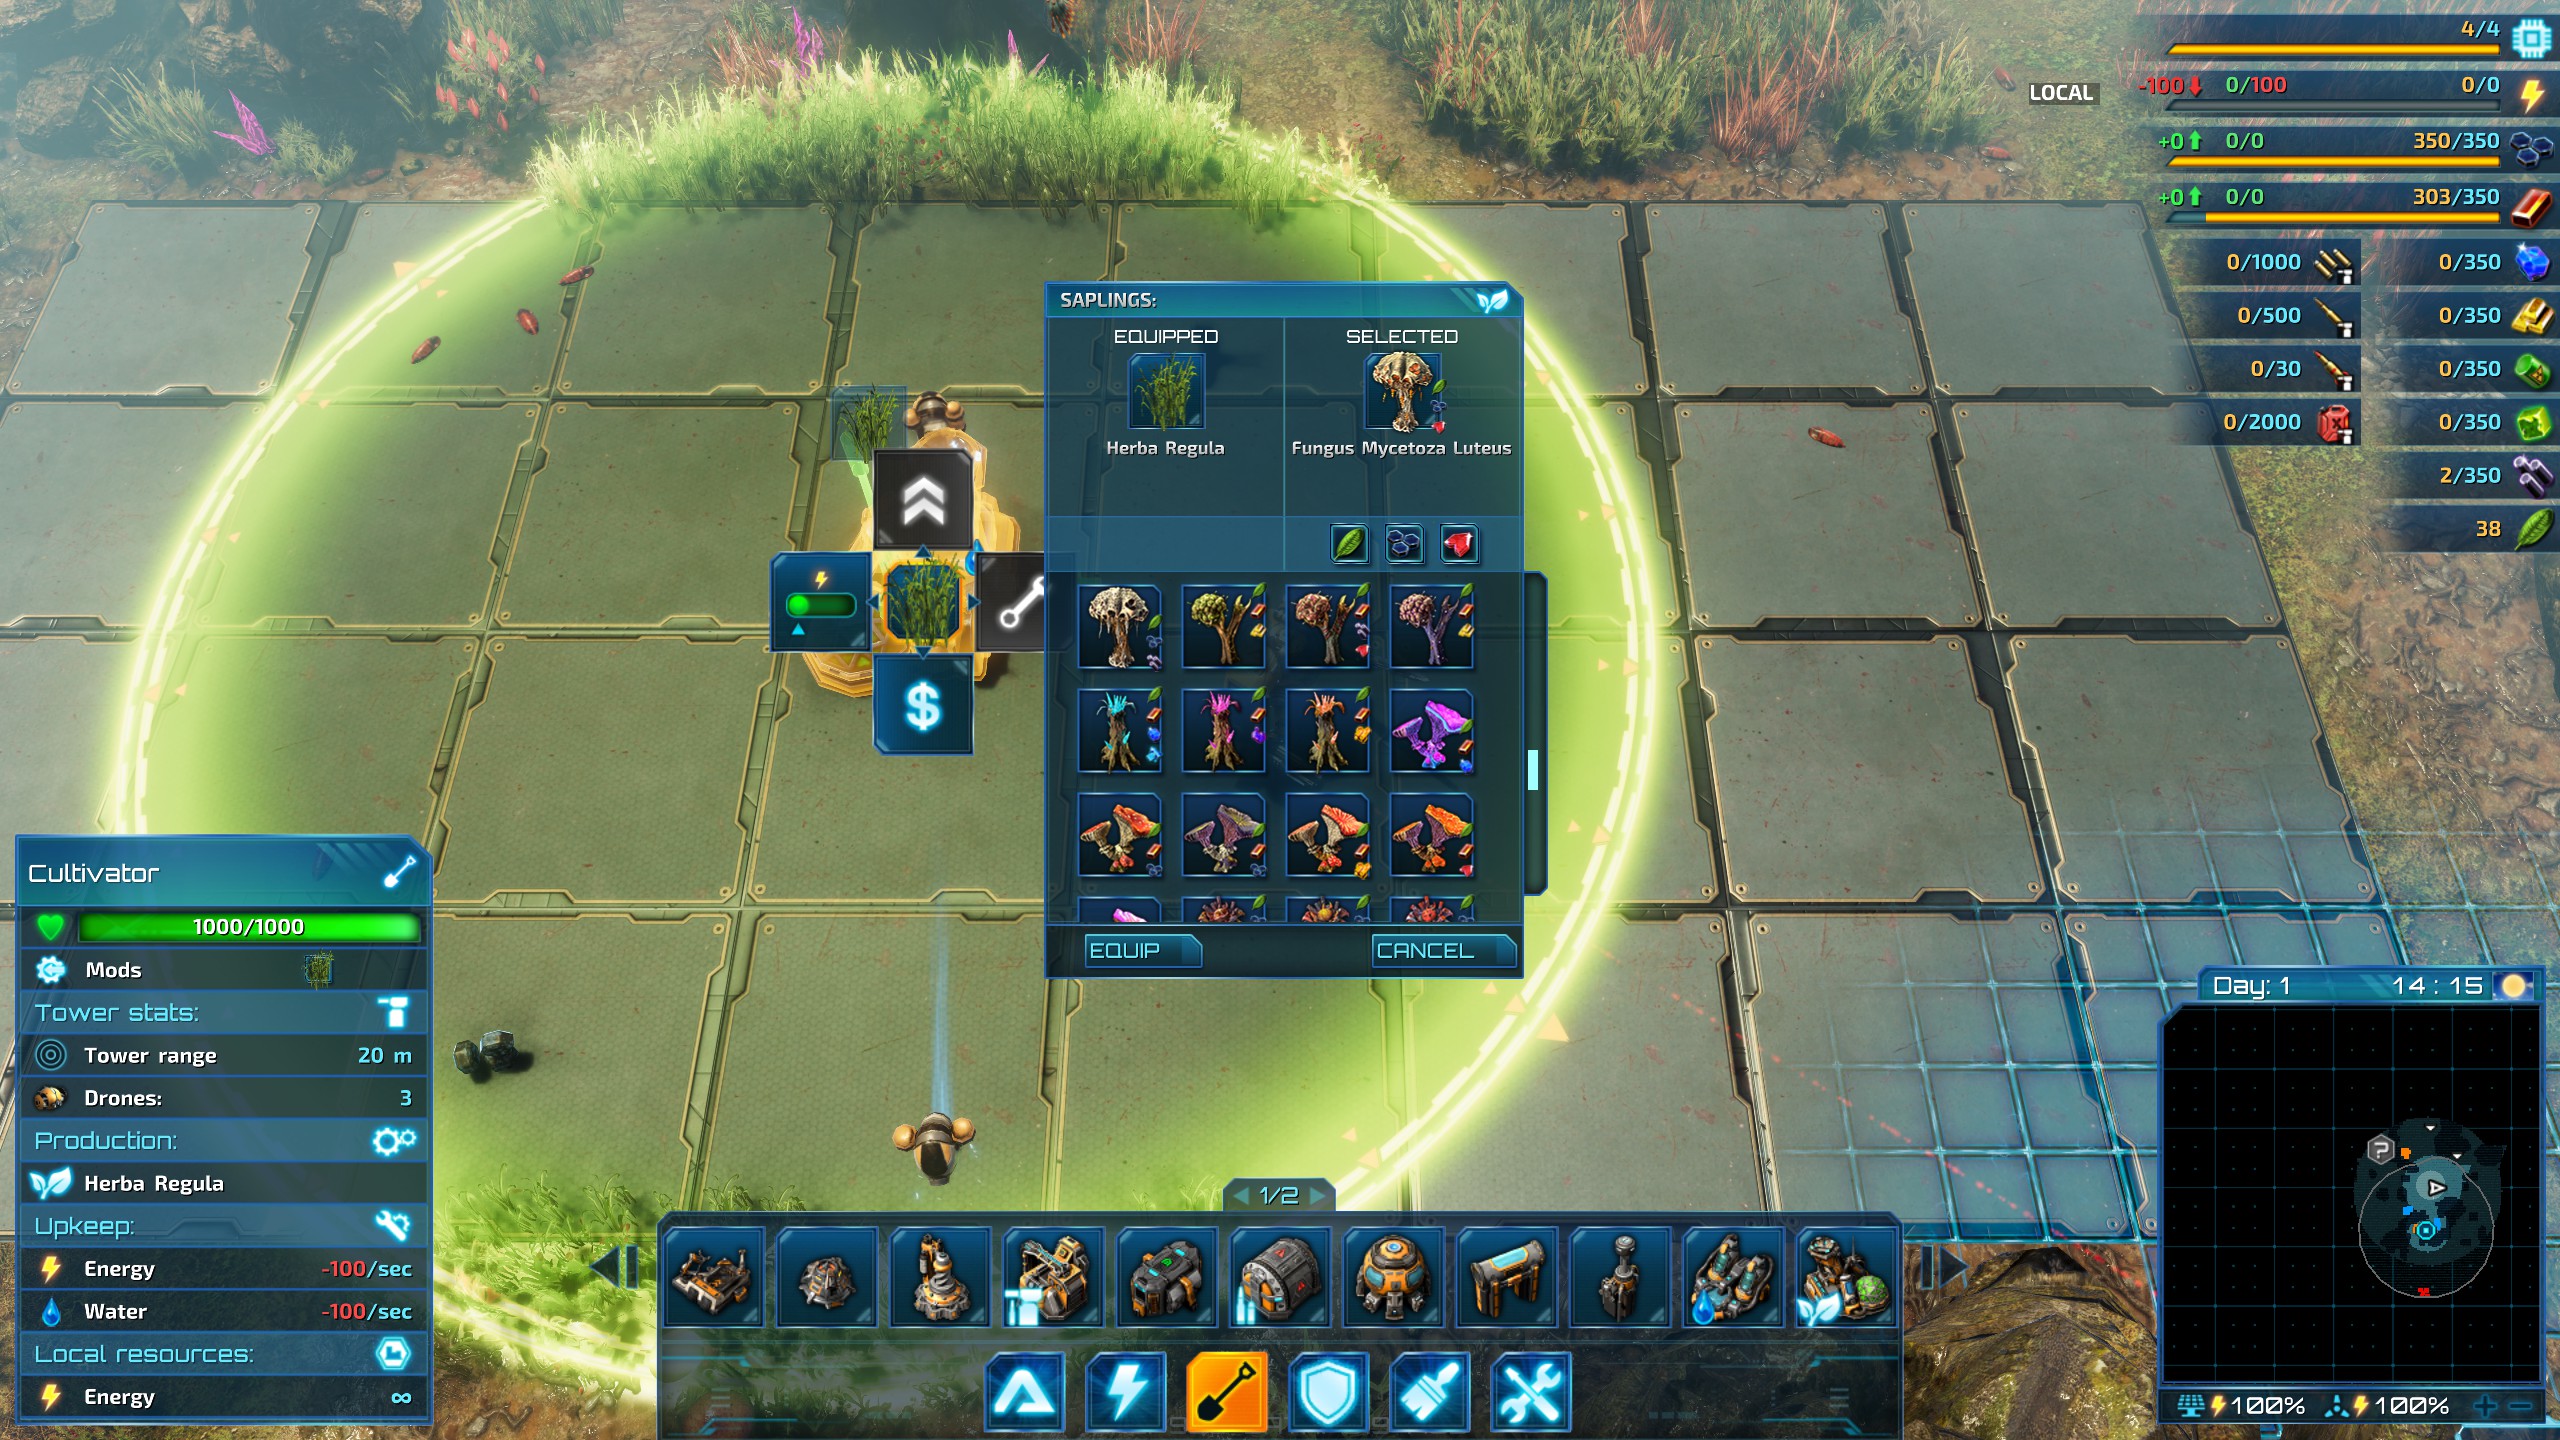 4/4
LOCAL
-100 0/100 0/0
+0 0/0 350/350
+0 0/0 303/350
0/1000 0/350
0/500 0/350
0/30 0/350
0/2000 0/350
2/350
38
SAPLINGS:
EQUIPPED
Herba Regula
SELECTED
Fungus Mycetoza Luteus
$
EQUIP
CANCEL
Cultivator
1000/1000
Mods
Tower stats:
Tower range 20 m
Drones: 3
Production:
Herba Regula
Upkeep:
Energy -100/sec
Water -100/sec
Local resources:
Energy ∞
1/2
Day: 1 14 : 15
?
100% 100%